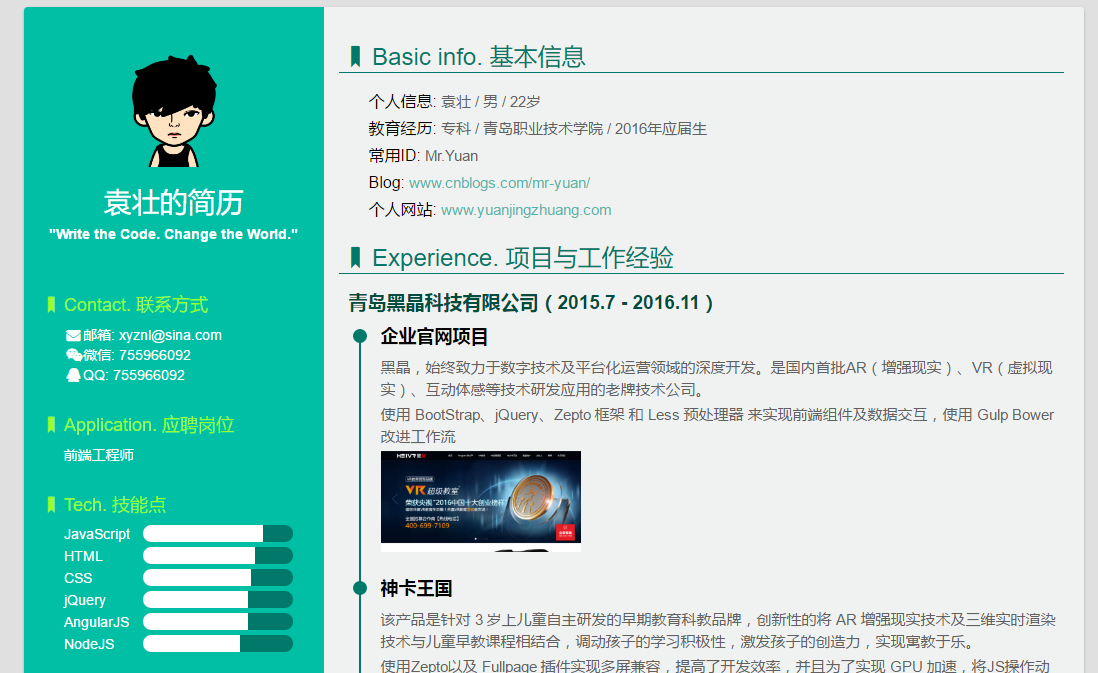 袁壮的简历
"Write the Code. Change the World."
Contact. 联系方式
邮箱: xyznl@sina.com
微信: 755966092
QQ: 755966092
Application. 应聘岗位
前端工程师
Tech. 技能点
JavaScript
HTML
CSS
jQuery
AngularJS
NodeJS
Basic info. 基本信息
个人信息: 袁壮 / 男 / 22岁
教育经历: 专科 / 青岛职业技术学院 / 2016年应届生
常用ID: Mr.Yuan
Blog: www.cnblogs.com/mr-yuan/
个人网站: www.yuanjingzhuang.com
Experience. 项目与工作经验
青岛黑晶科技有限公司（2015.7 - 2016.11）
企业官网项目
黑晶，始终致力于数字技术及平台化运营领域的深度开发。是国内首批AR（增强现实）、VR（虚拟现
实）、互动体感等技术研发应用的老牌技术公司。
使用 BootStrap、jQuery、Zepto 框架 和 Less 预处理器 来实现前端组件及数据交互，使用 Gulp Bower
改进工作流
VR超级教室
荣获央视"2016中国十大创业榜样"
400-699-7109
神卡王国
该产品是针对 3 岁上儿童自主研发的早期教育科教品牌，创新性的将 AR 增强现实技术及三维实时渲染
技术与儿童早教课程相结合，调动孩子的学习积极性，激发孩子的创造力，实现寓教于乐。
使用Zepto以及 Fullpage 插件实现多屏兼容，提高了开发效率，并且为了实现 GPU 加速，将JS操作动